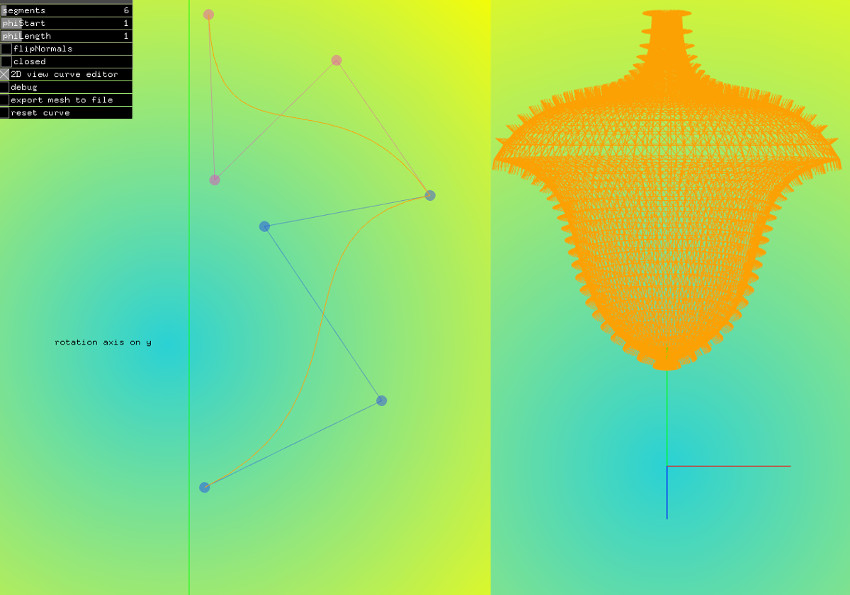 segments 6
phiStart 1
phiLength 1
flipNormals
closed
2D view curve editor
debug
export mesh to file
reset curve
rotation axis on y